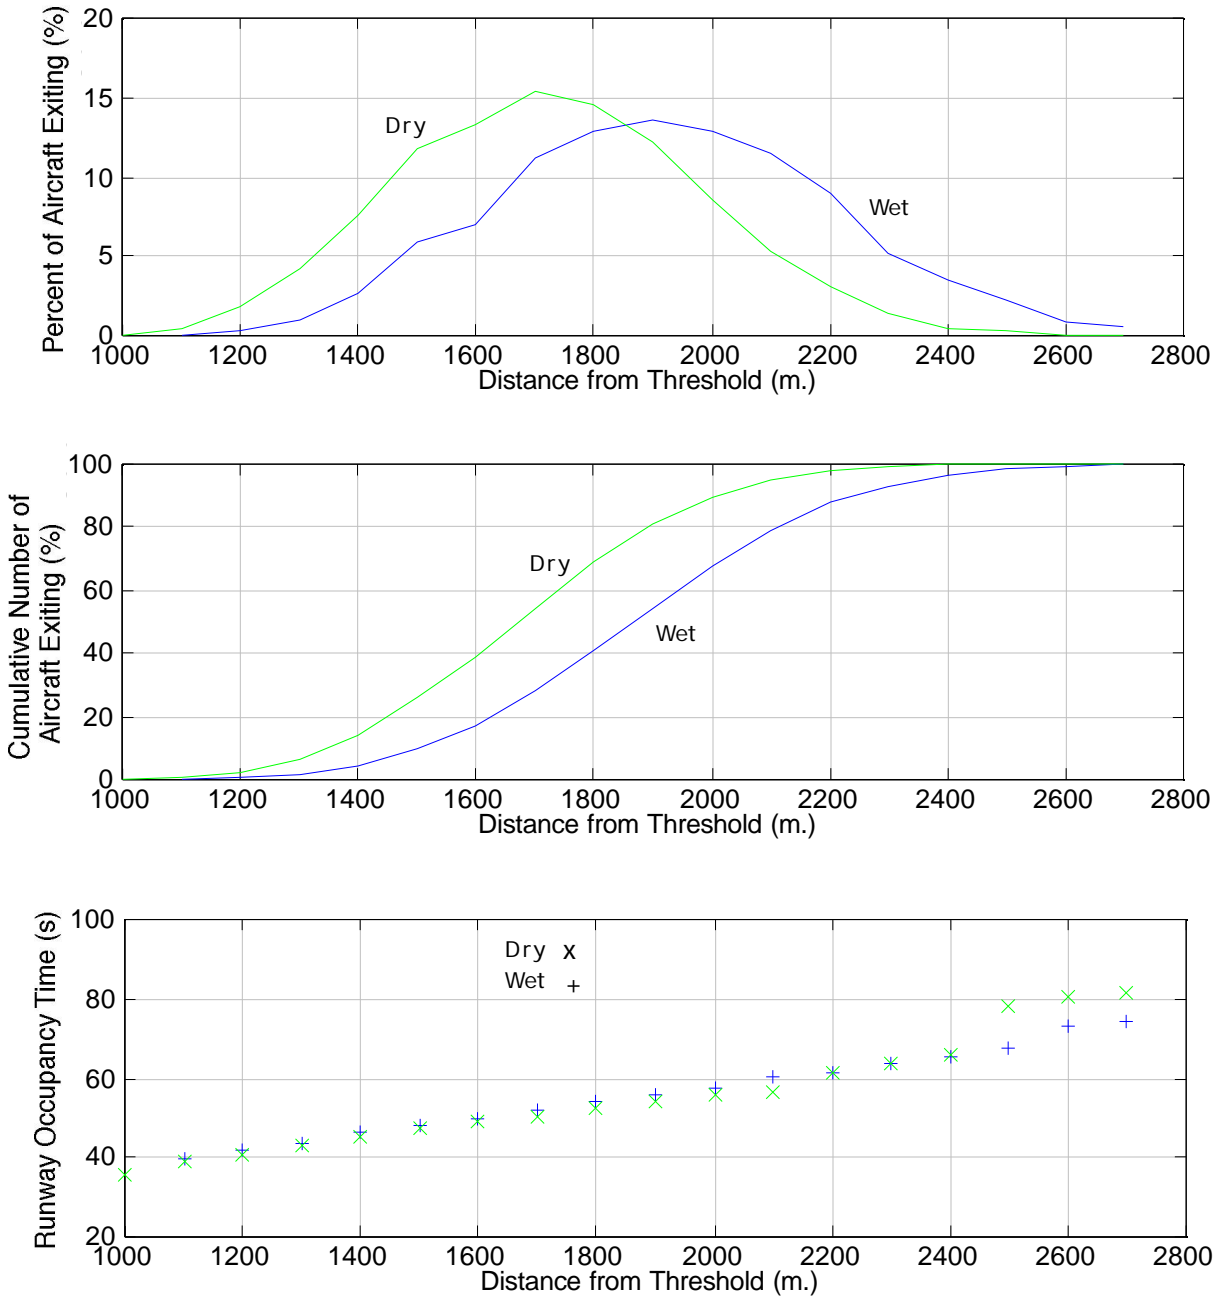 Percent of Aircraft Exiting (%)
20
15
10
5
0
Dry
Wet
1000 1200 1400 1600 1800 2000 2200 2400 2600 2800
Distance from Threshold (m.)
Cumulative Number of
Aircraft Exiting (%)
100
80
60
40
20
0
Dry
Wet
1000 1200 1400 1600 1800 2000 2200 2400 2600 2800
Distance from Threshold (m.)
Runway Occupancy Time (s)
100
80
60
40
20
Dry x
Wet +
1000 1200 1400 1600 1800 2000 2200 2400 2600 2800
Distance from Threshold (m.)